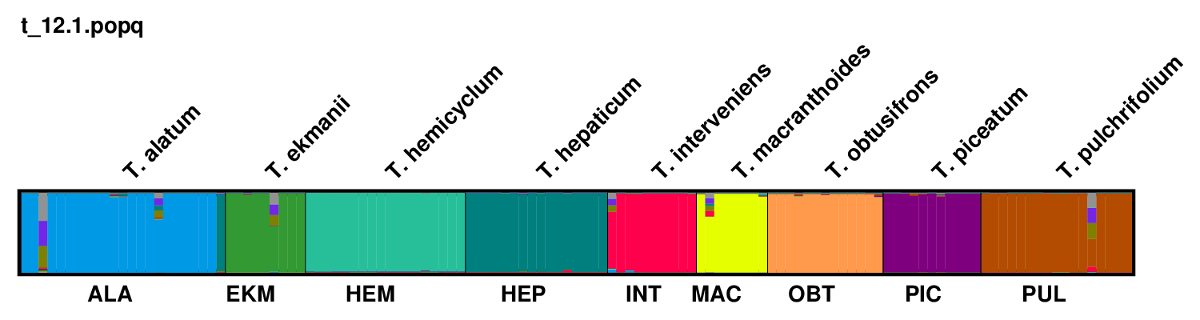 t_12.1.popq
T. alatum
T. ekmanii
T. hemicyclum
T. hepaticum
T. interveniens
T. macranthoides
T. obtusifrons
T. piceatum
T. pulchrifolium
ALA EKM HEM HEP INT MAC OBT PIC PUL